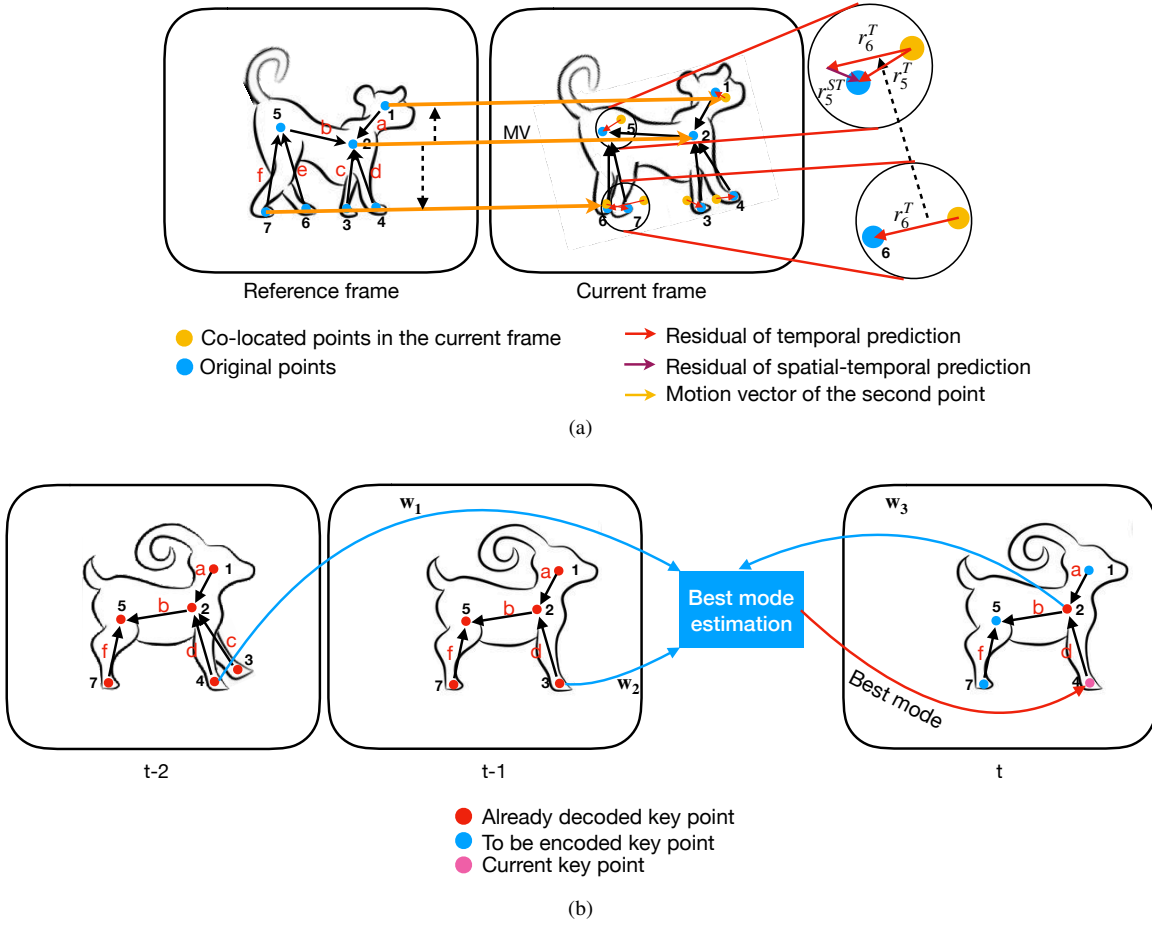 1
5
b
a
2
f
e
c
d
7
6
3
4
MV
1
5
2
6
7
3
4
r_6^T
r_5^T
r_5^{ST}
r_6^T
6
Reference frame
Current frame
Co-located points in the current frame
Original points
Residual of temporal prediction
Residual of spatial-temporal prediction
Motion vector of the second point
(a)
w_1
w_3
a 1
5 b 2
f d c 3
7 4
a 1
5 b 2
f d
7 3
w_2
Best mode
estimation
Best mode
a 1
5 b 2
f d
7 4
t-2
t-1
t
Already decoded key point
To be encoded key point
Current key point
(b)